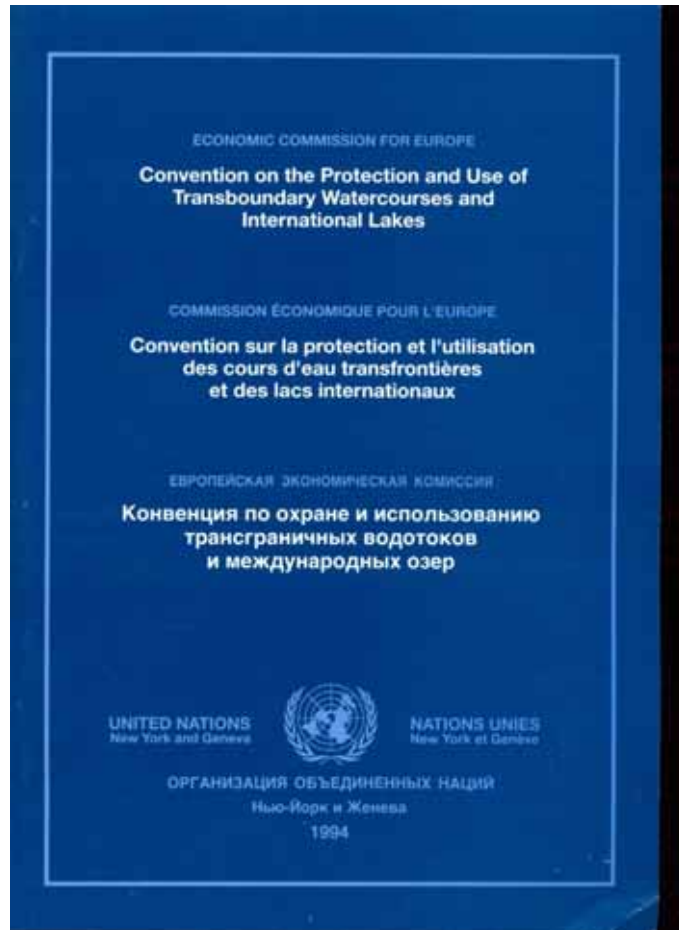 ECONOMIC COMMISSION FOR EUROPE
Convention on the Protection and Use of
Transboundary Watercourses and
International Lakes
COMMISSION ÉCONOMIQUE POUR L'EUROPE
Convention sur la protection et l'utilisation
des cours d'eau transfrontières
et des lacs internationaux
ЕВРОПЕЙСКАЯ ЭКОНОМИЧЕСКАЯ КОМИССИЯ
Конвенция по охране и использованию
трансграничных водотоков
и международных озер
UNITED NATIONS
New York and Geneva
NATIONS UNIES
New York et Genève
ОРГАНИЗАЦИЯ ОБЪЕДИНЕННЫХ НАЦИЙ
Нью-Йорк и Женева
1994